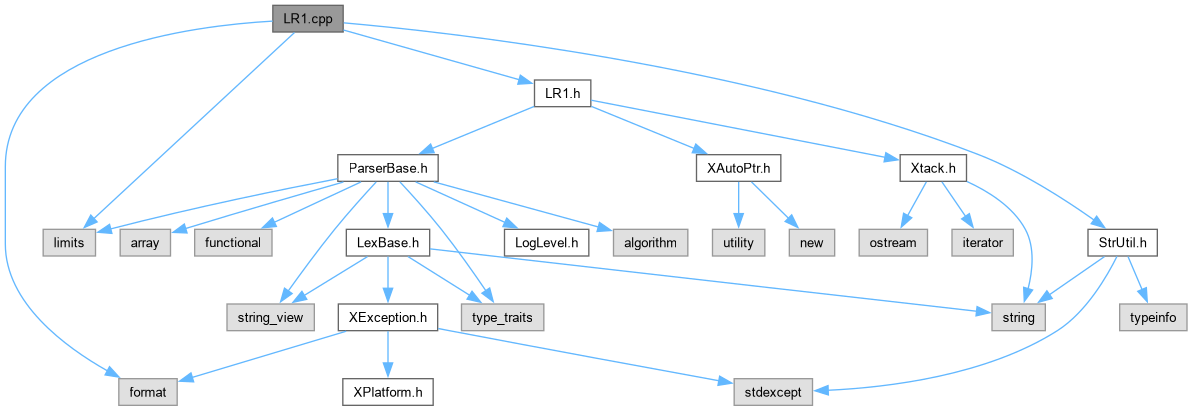 LR1.cpp
LR1.h
ParserBase.h
XAutoPtr.h
Xtack.h
limits
array
functional
LexBase.h
LogLevel.h
algorithm
utility
new
ostream
iterator
StrUtil.h
string_view
XException.h
type_traits
string
typeinfo
format
XPlatform.h
stdexcept